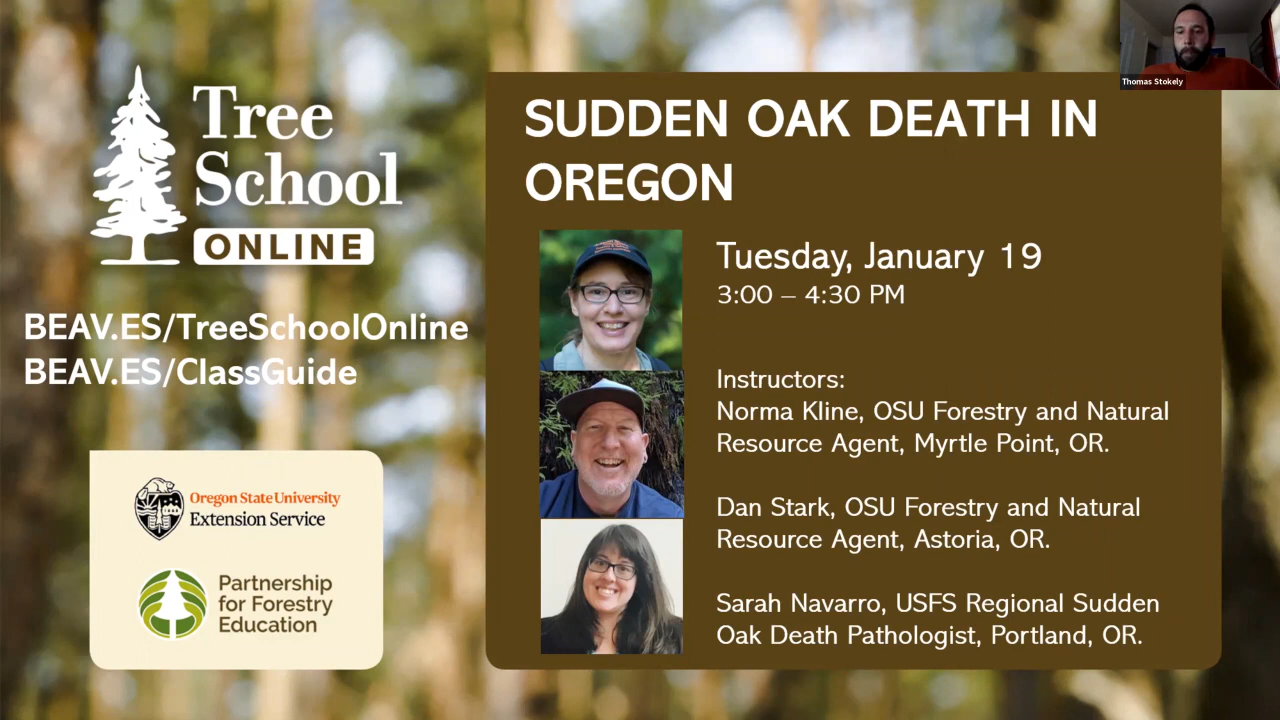 Thomas Stokely
Tree
School
ONLINE
BEAV.ES/TreeSchoolOnline
BEAV.ES/ClassGuide
Oregon State University
Extension Service
Partnership
for Forestry
Education
SUDDEN OAK DEATH IN
OREGON
Tuesday, January 19
3:00 – 4:30 PM
Instructors:
Norma Kline, OSU Forestry and Natural
Resource Agent, Myrtle Point, OR.
Dan Stark, OSU Forestry and Natural
Resource Agent, Astoria, OR.
Sarah Navarro, USFS Regional Sudden
Oak Death Pathologist, Portland, OR.